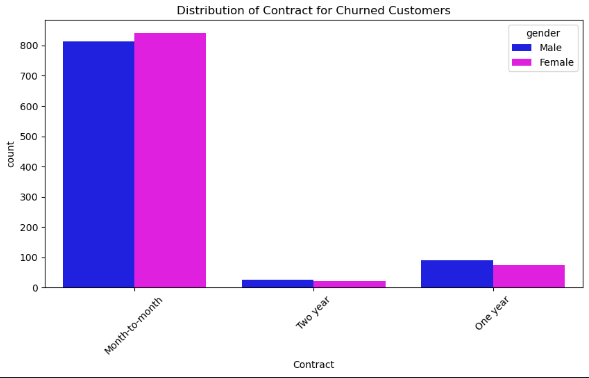 Distribution of Contract for Churned Customers
gender
Male
Female
count
800
700
600
500
400
300
200
100
0
Month-to-month
Two year
One year
Contract